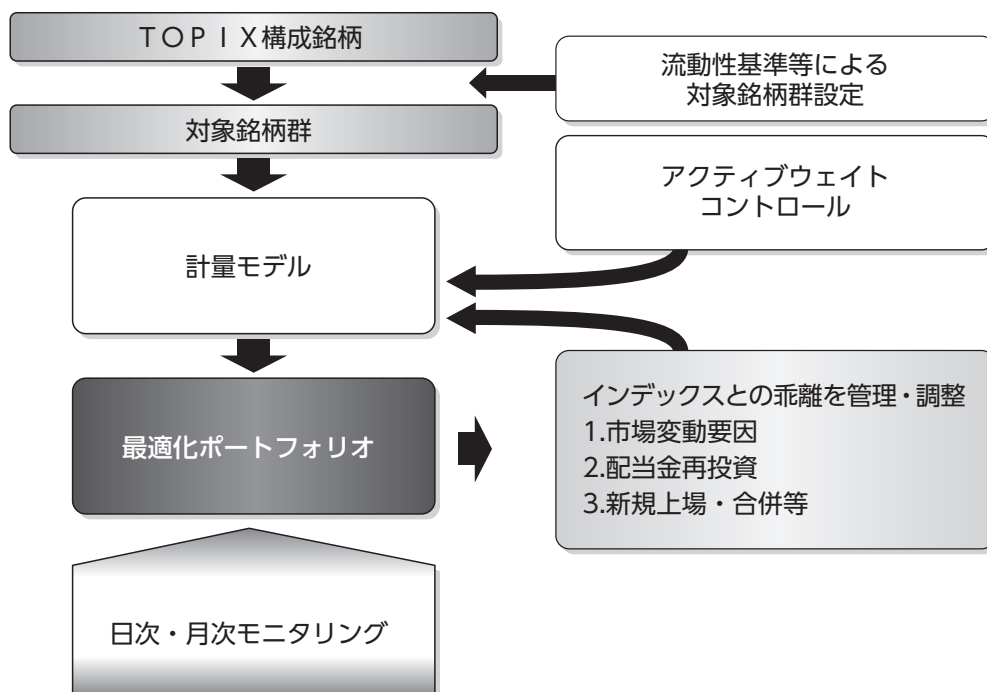 ＴＯＰＩＸ構成銘柄
流動性基準等による
対象銘柄群設定
対象銘柄群
アクティブウェイト
コントロール
計量モデル
最適化ポートフォリオ
インデックスとの乖離を管理・調整
1.市場変動要因
2.配当金再投資
3.新規上場・合併等
日次・月次モニタリング